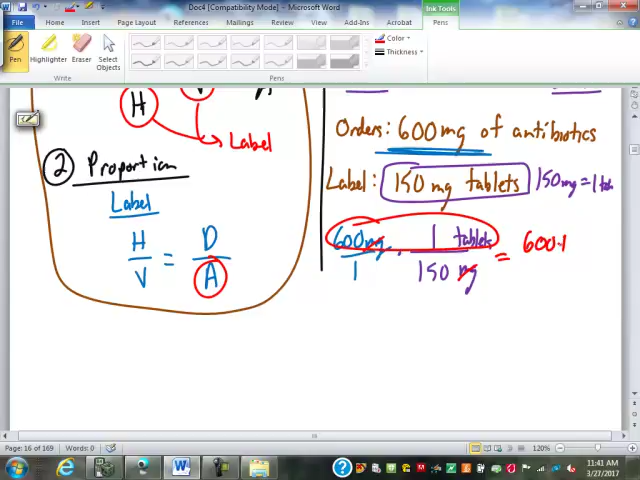 Doc4 [Compatibility Mode] - Microsoft Word
Ink Tools
File Home Insert Page Layout References Mailings Review View Add-Ins Acrobat Pens
Pen Highlighter Eraser Select Objects
Color
Thickness
Write Pens
H
Label
2 Proportion
Label
H D
V = A
Orders: 600mg of antibiotics
Label: 150 mg tablets 150mg = 1 tab
600mg . 1 tablets = 600·1
1 150 mg
Page: 16 of 169 Words: 0 120%
11:41 AM
3/27/2017